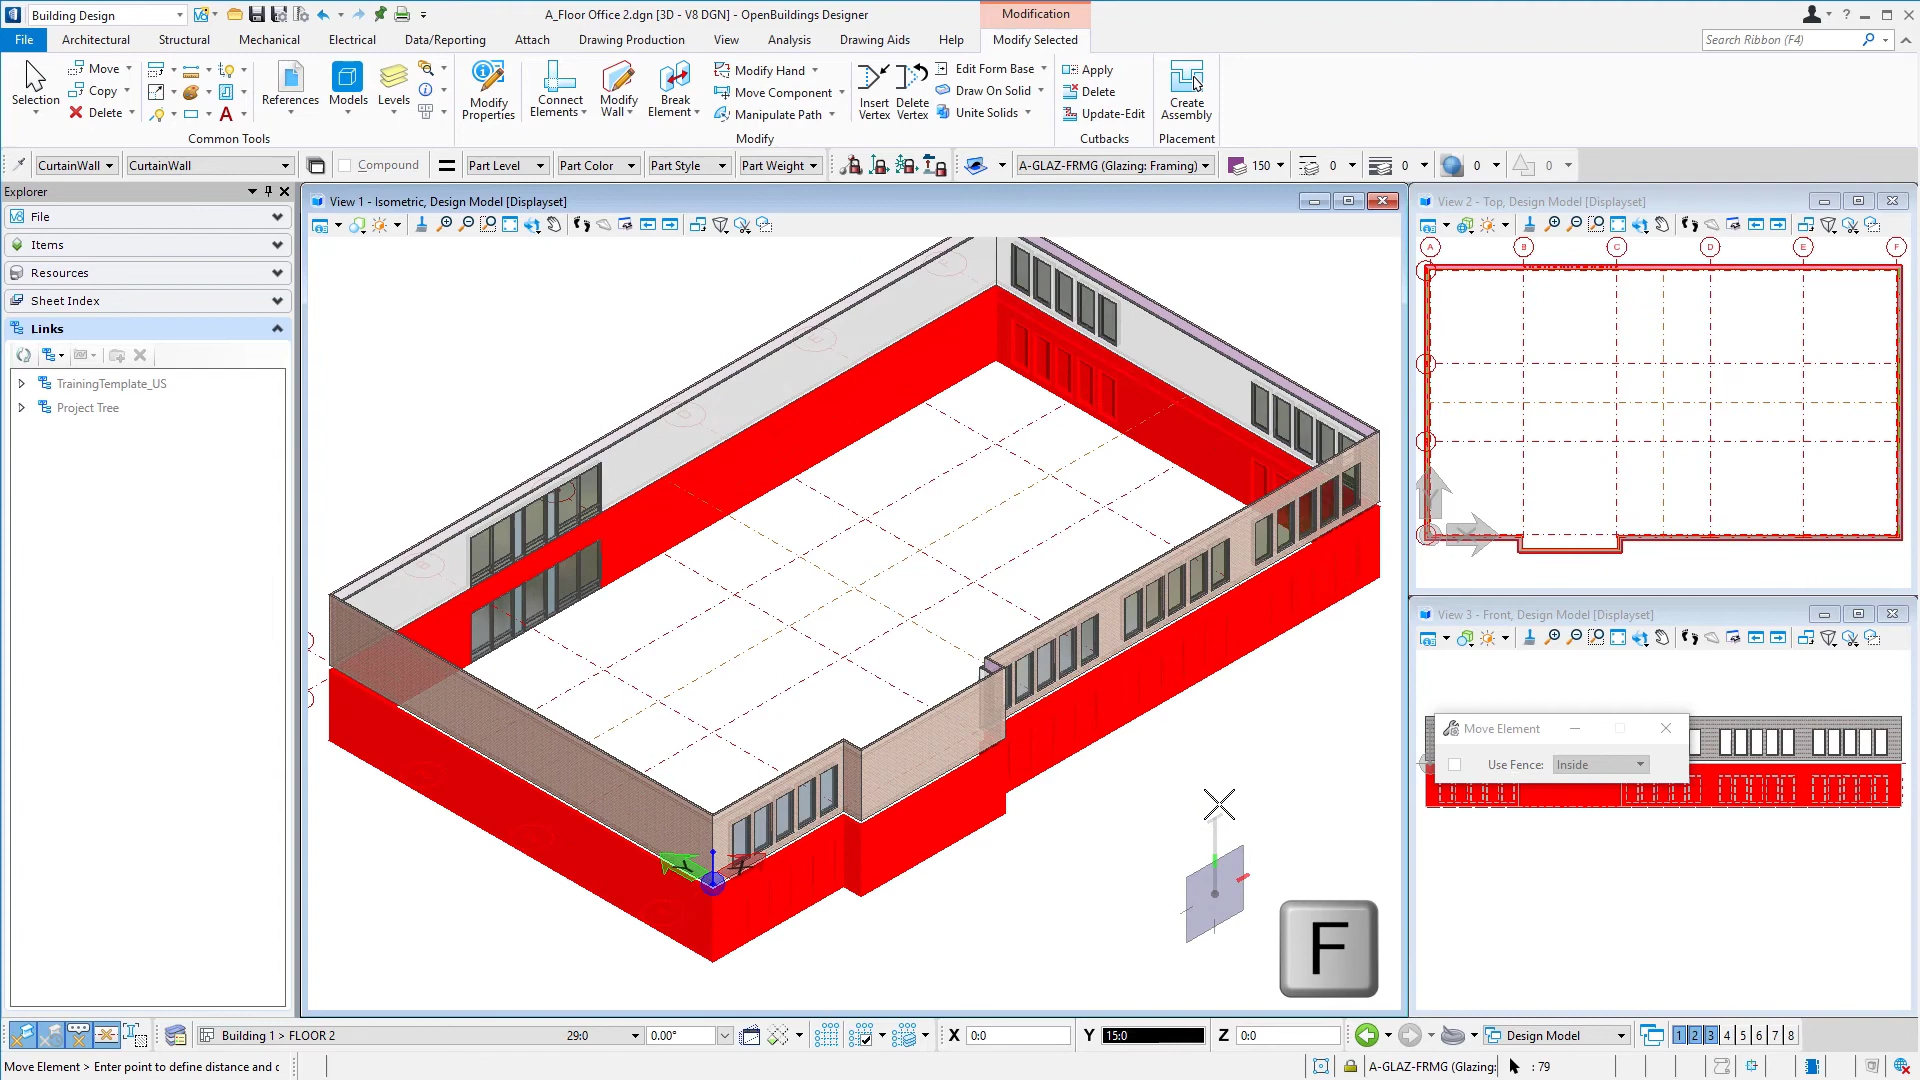 Building Design
A_Floor Office 2.dgn [3D - V8 DGN] - OpenBuildings Designer
Modification
File
Architectural
Structural
Mechanical
Electrical
Data/Reporting
Attach
Drawing Production
View
Analysis
Drawing Aids
Help
Modify Selected
Search Ribbon (F4)
Selection
Move
Copy
Delete
References
Models
Levels
Common Tools
Modify Properties
Connect Elements
Modify Wall
Break Element
Modify Hand
Move Component
Manipulate Path
Insert Vertex
Delete Vertex
Edit Form Base
Draw On Solid
Unite Solids
Modify
Apply
Delete
Update-Edit
Cutbacks
Create Assembly
Placement
CurtainWall
CurtainWall
Compound
Part Level
Part Color
Part Style
Part Weight
A-GLAZ-FRMG (Glazing: Framing)
150
0
0
0
0
Explorer
File
Items
Resources
Sheet Index
Links
TrainingTemplate_US
Project Tree
View 1 - Isometric, Design Model [Displayset]
View 2 - Top, Design Model [Displayset]
A
B
C
D
E
F
View 3 - Front, Design Model [Displayset]
Move Element
Use Fence:
Inside
F
Building 1 > FLOOR 2
29:0
0.00°
X
0:0
Y
15:0
Z
0:0
Design Model
1 2 3 4 5 6 7 8
Move Element > Enter point to define distance and
A-GLAZ-FRMG (Glazing:
: 79